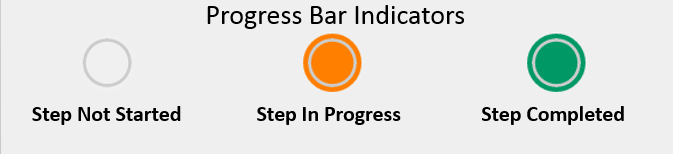 Progress Bar Indicators
Step Not Started
Step In Progress
Step Completed